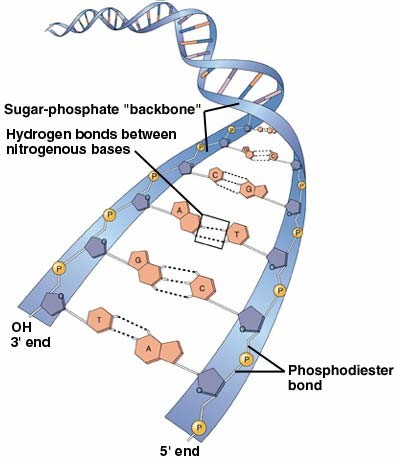 Sugar-phosphate "backbone"
Hydrogen bonds between
nitrogenous bases
P
P
P
C
G
P
P
A
T
P
P
G
C
P
P
T
A
OH
3' end
P
Phosphodiester
bond
P
5' end